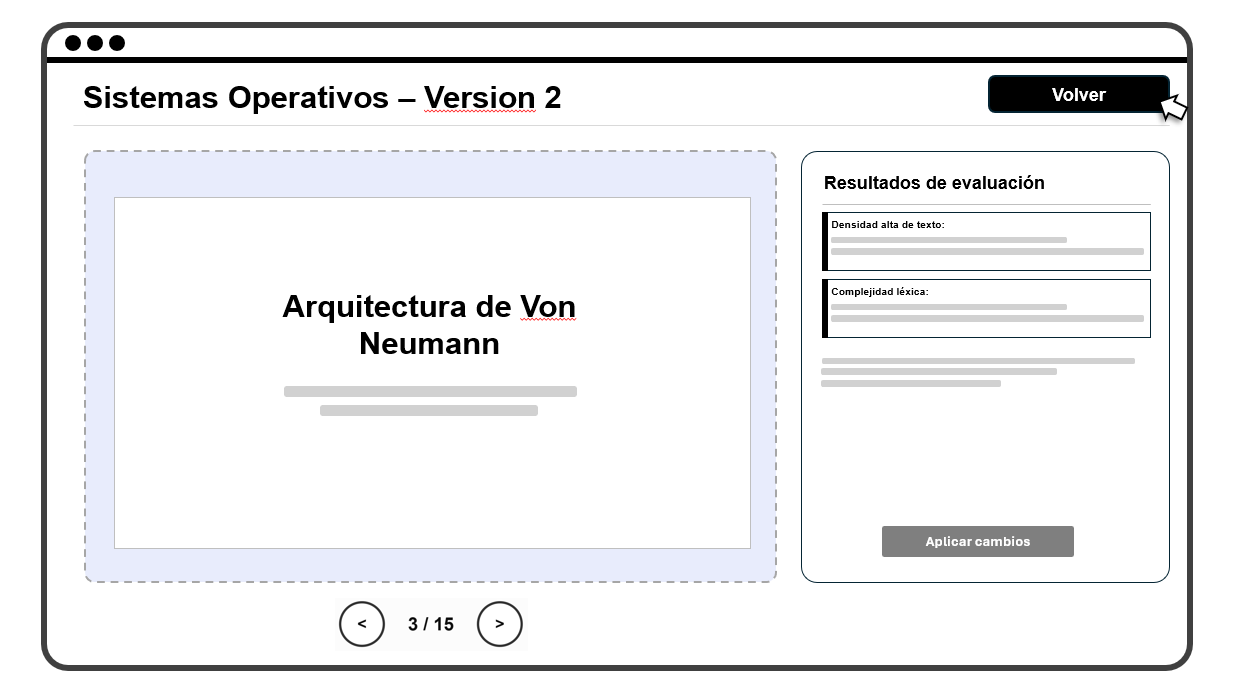 Sistemas Operativos – Version 2
Volver
Arquitectura de Von
Neumann
Resultados de evaluación
Densidad alta de texto:
Complejidad léxica:
Aplicar cambios
< 3 / 15 >